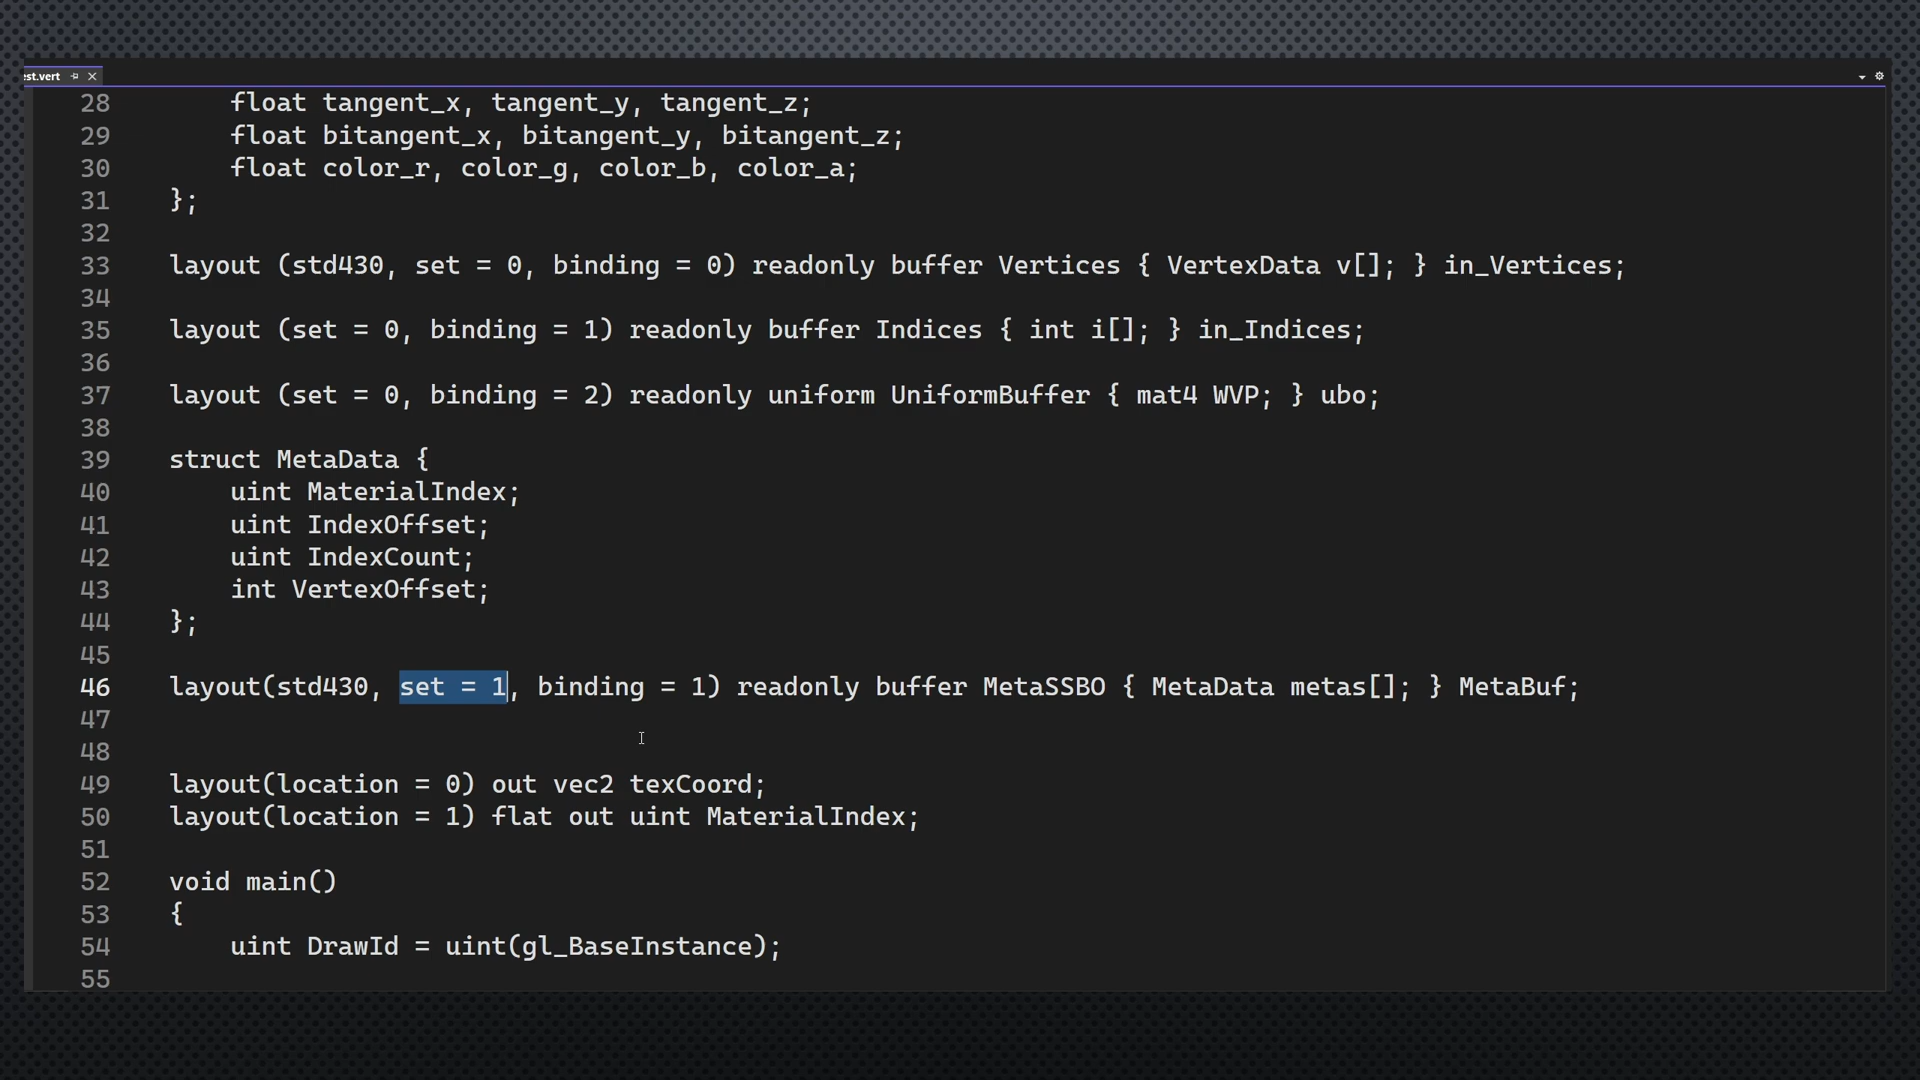 est.vert
28 float tangent_x, tangent_y, tangent_z;
29 float bitangent_x, bitangent_y, bitangent_z;
30 float color_r, color_g, color_b, color_a;
31 };
32
33 layout (std430, set = 0, binding = 0) readonly buffer Vertices { VertexData v[]; } in_Vertices;
34
35 layout (set = 0, binding = 1) readonly buffer Indices { int i[]; } in_Indices;
36
37 layout (set = 0, binding = 2) readonly uniform UniformBuffer { mat4 WVP; } ubo;
38
39 struct MetaData {
40 uint MaterialIndex;
41 uint IndexOffset;
42 uint IndexCount;
43 int VertexOffset;
44 };
45
46 layout(std430, set = 1, binding = 1) readonly buffer MetaSSBO { MetaData metas[]; } MetaBuf;
47
48
49 layout(location = 0) out vec2 texCoord;
50 layout(location = 1) flat out uint MaterialIndex;
51
52 void main()
53 {
54 uint DrawId = uint(gl_BaseInstance);
55